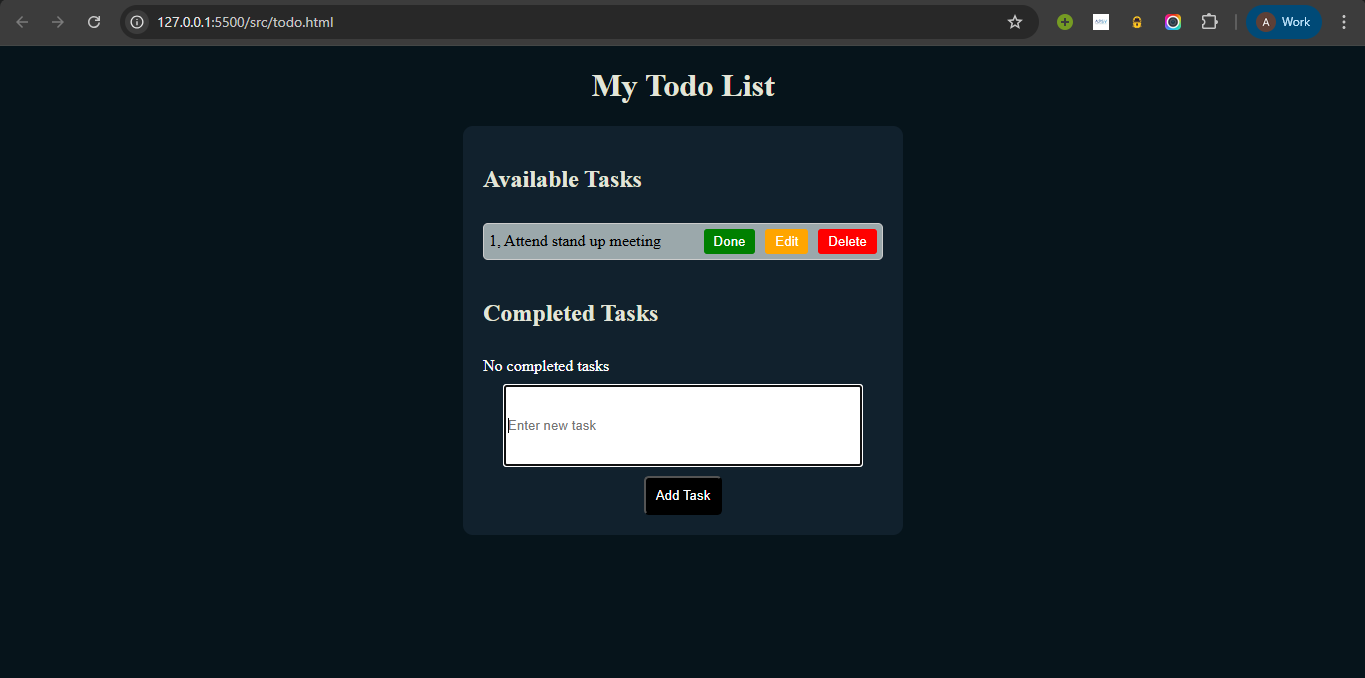 127.0.0.1:5500/src/todo.html
A Work
My Todo List
Available Tasks
1, Attend stand up meeting Done Edit Delete
Completed Tasks
No completed tasks
Enter new task
Add Task